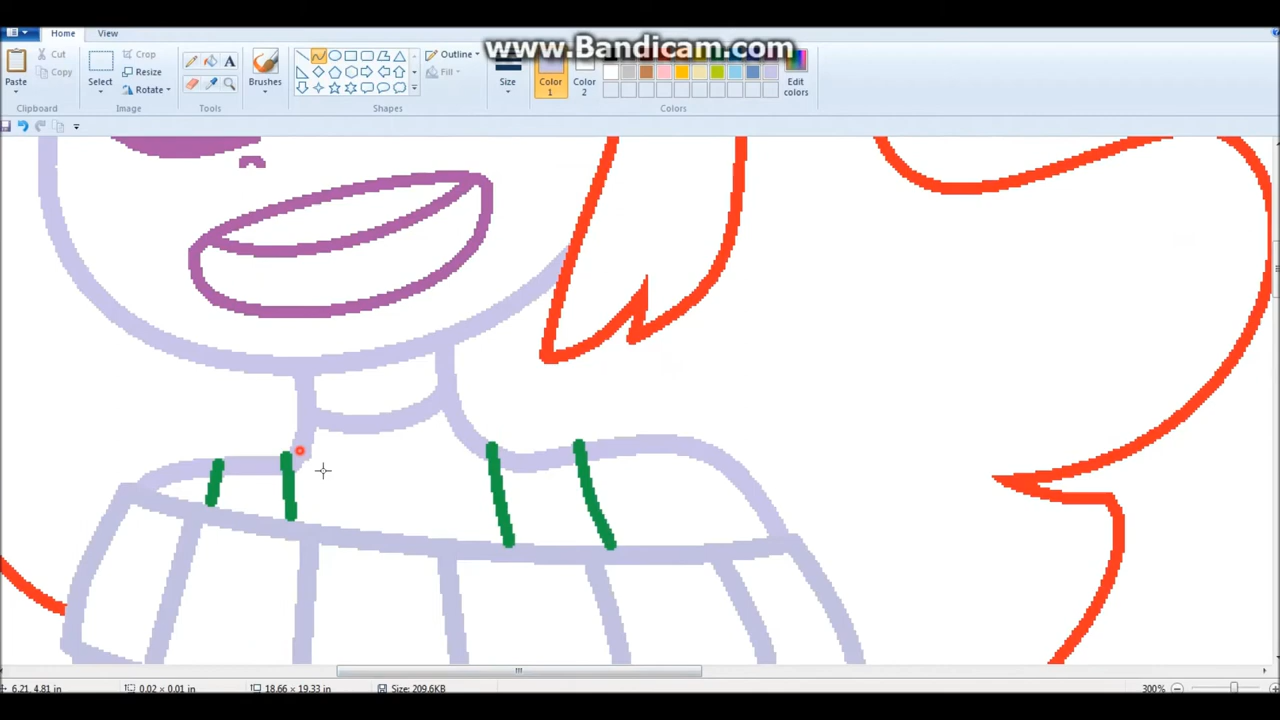 www.Bandicam.com
Home
View
Paste
Cut
Copy
Clipboard
Select
Crop
Resize
Rotate
Image
Tools
Brushes
Shapes
Outline
Fill
Size
Color 1
Color 2
Edit colors
Colors
6.21, 4.81 in
0.02 × 0.01 in
18.66 × 19.33 in
Size: 209.6KB
300%